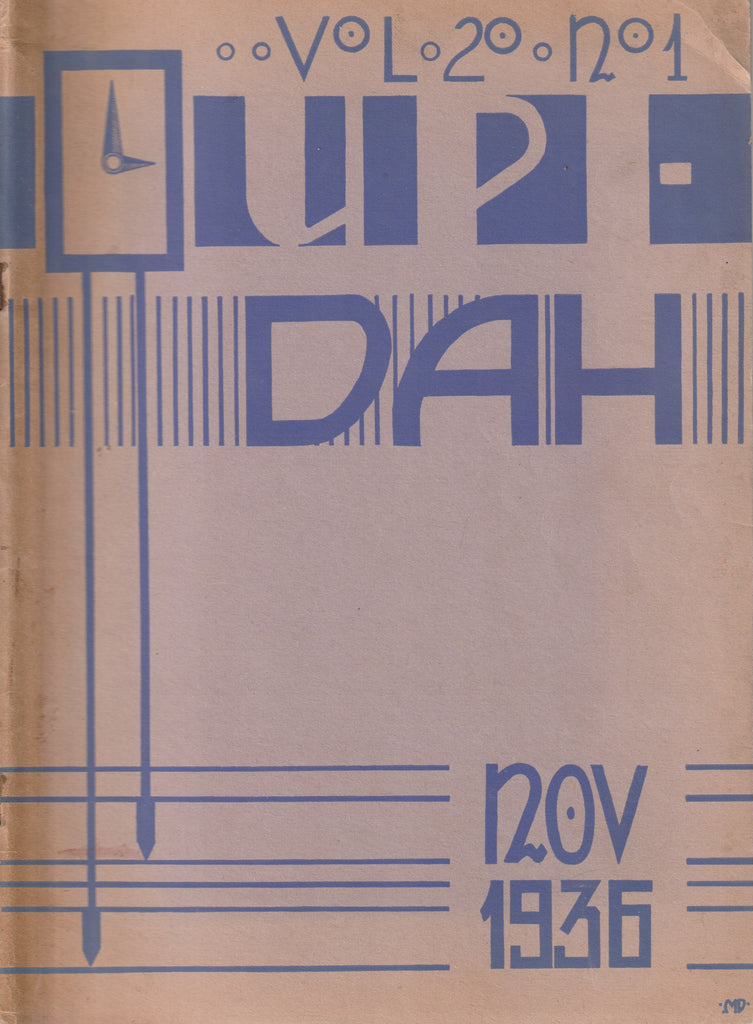 VOL. 20. NO 1
UP-
DAH
NOV
1936
·MD·